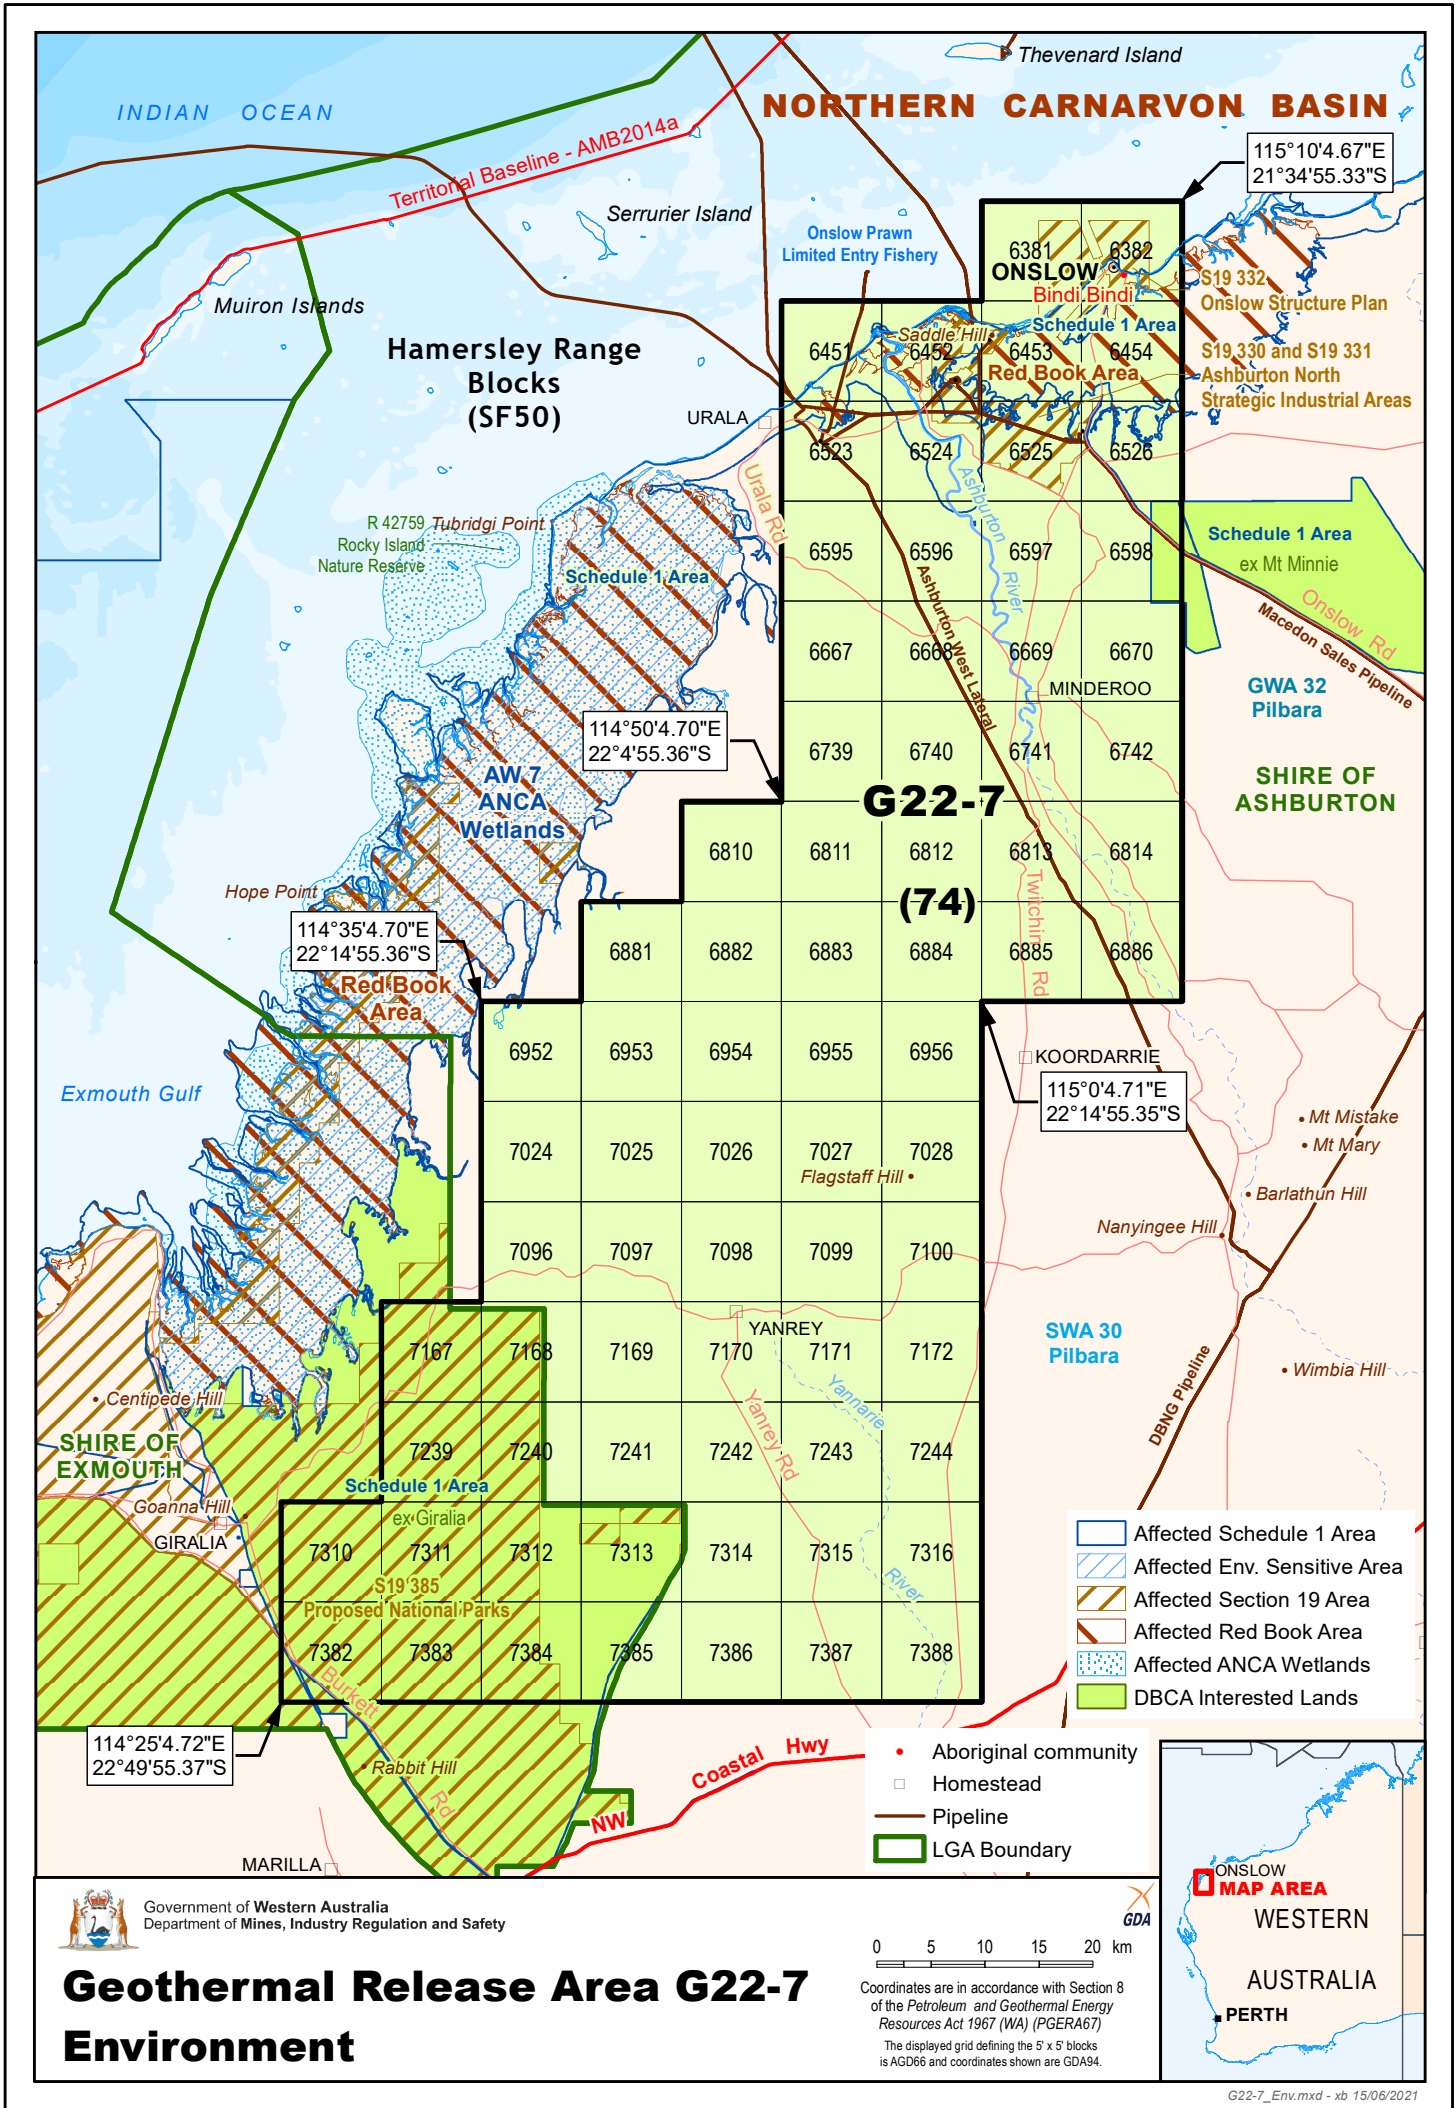 Thevenard Island
INDIAN OCEAN
NORTHERN CARNARVON BASIN
Territorial Baseline - AMB2014a
115°10'4.67"E
21°34'55.33"S
Serrurier Island
Onslow Prawn
Limited Entry Fishery
6381
6382
ONSLOW
Bindi Bindi
S19 332
Onslow Structure Plan
Muiron Islands
Hamersley Range
Blocks
(SF50)
Schedule 1 Area
Saddle Hill
6451
6452
6453
6454
Red Book Area
S19 330 and S19 331
Ashburton North
Strategic Industrial Areas
URALA
6523
6524
6525
6526
Urala Rd
Ashburton
River
R 42759
Rocky Island
Nature Reserve
Tubridgi Point
Schedule 1 Area
6595
6596
6597
6598
Schedule 1 Area
ex Mt Minnie
Onslow Rd
Macedon Sales Pipeline
Ashburton West Lateral
6667
6668
6669
6670
MINDEROO
GWA 32
Pilbara
114°50'4.70"E
22°4'55.36"S
6739
6740
6741
6742
AW 7
ANCA
Wetlands
G22-7
SHIRE OF
ASHBURTON
6810
6811
6812
6813
6814
Hope Point
(74)
Twitchin Rd
114°35'4.70"E
22°14'55.36"S
6881
6882
6883
6884
6885
6886
Red Book
Area
6952
6953
6954
6955
6956
KOORDARRIE
Exmouth Gulf
115°0'4.71"E
22°14'55.35"S
Mt Mistake
Mt Mary
7024
7025
7026
7027
7028
Flagstaff Hill
Barlathun Hill
Nanyingee Hill
7096
7097
7098
7099
7100
YANREY
SWA 30
Pilbara
7167
7168
7169
7170
7171
7172
Wimbia Hill
Centipede Hill
Yanrey Rd
Yannarie
River
DBNG Pipeline
SHIRE OF
EXMOUTH
7239
7240
7241
7242
7243
7244
Schedule 1 Area
ex Giralia
Goanna Hill
GIRALIA
7310
7311
7312
7313
7314
7315
7316
S19 385
Proposed National Parks
7382
7383
7384
7385
7386
7387
7388
Burkett
Rd
114°25'4.72"E
22°49'55.37"S
Rabbit Hill
NW
Coastal Hwy
MARILLA
Affected Schedule 1 Area
Affected Env. Sensitive Area
Affected Section 19 Area
Affected Red Book Area
Affected ANCA Wetlands
DBCA Interested Lands
Aboriginal community
Homestead
Pipeline
LGA Boundary
ONSLOW
MAP AREA
WESTERN
AUSTRALIA
PERTH
Government of Western Australia
Department of Mines, Industry Regulation and Safety
Geothermal Release Area G22-7
Environment
GDA
0 5 10 15 20 km
Coordinates are in accordance with Section 8
of the Petroleum and Geothermal Energy
Resources Act 1967 (WA) (PGERA67)
The displayed grid defining the 5' x 5' blocks
is AGD66 and coordinates shown are GDA94.
G22-7_Env.mxd - xb 15/06/2021